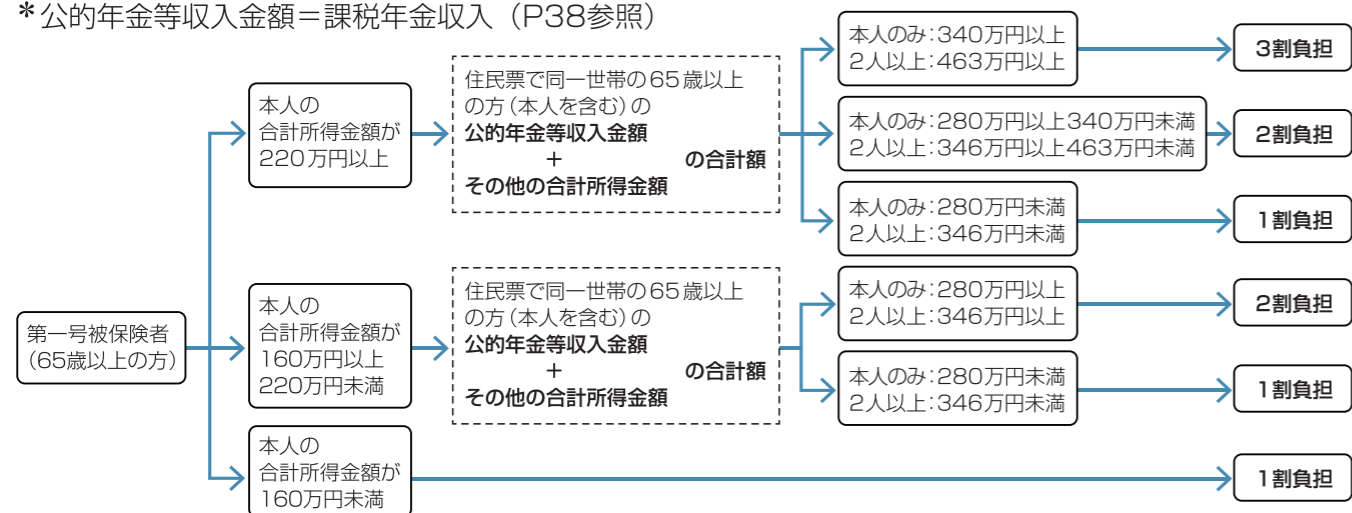 *公的年金等収入金額＝課税年金収入（P38参照）
第一号被保険者
（65歳以上の方）
本人の
合計所得金額が
220万円以上
住民票で同一世帯の65歳以上
の方（本人を含む）の
公的年金等収入金額
＋
の合計額
その他の合計所得金額
本人のみ：340万円以上
2人以上：463万円以上
3割負担
本人のみ：280万円以上340万円未満
2人以上：346万円以上463万円未満
2割負担
本人のみ：280万円未満
2人以上：346万円未満
1割負担
本人の
合計所得金額が
160万円以上
220万円未満
住民票で同一世帯の65歳以上
の方（本人を含む）の
公的年金等収入金額
＋
の合計額
その他の合計所得金額
本人のみ：280万円以上
2人以上：346万円以上
2割負担
本人のみ：280万円未満
2人以上：346万円未満
1割負担
本人の
合計所得金額が
160万円未満
1割負担